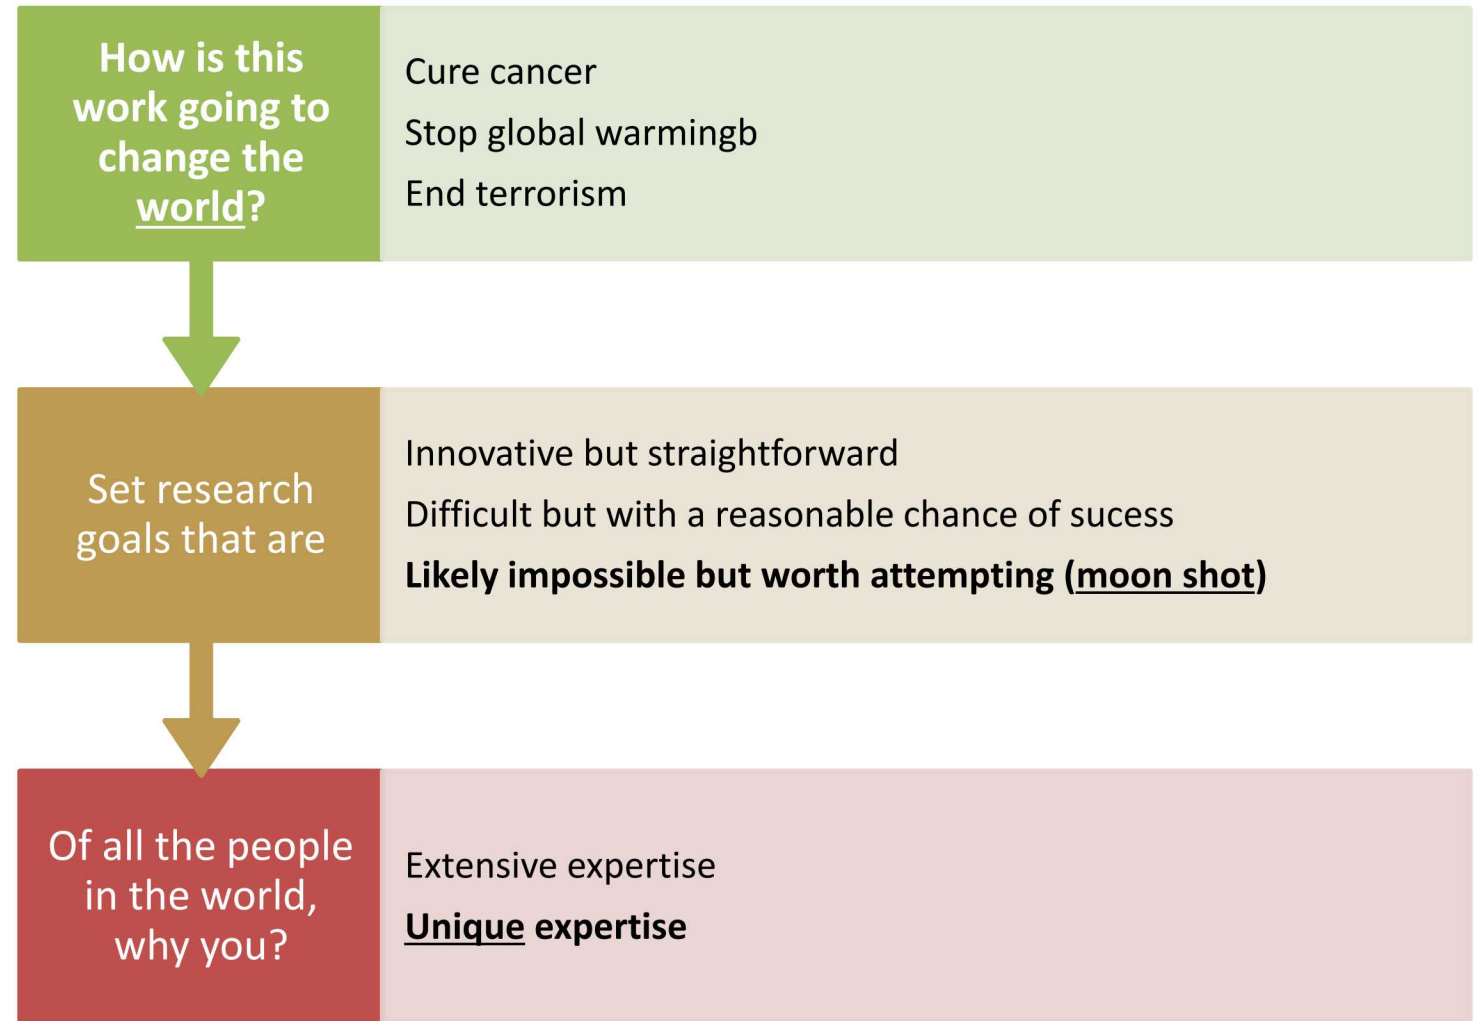 How is this
work going to
change the
world?
Cure cancer
Stop global warmingb
End terrorism
Set research
goals that are
Innovative but straightforward
Difficult but with a reasonable chance of sucess
Likely impossible but worth attempting (moon shot)
Of all the people
in the world,
why you?
Extensive expertise
Unique expertise